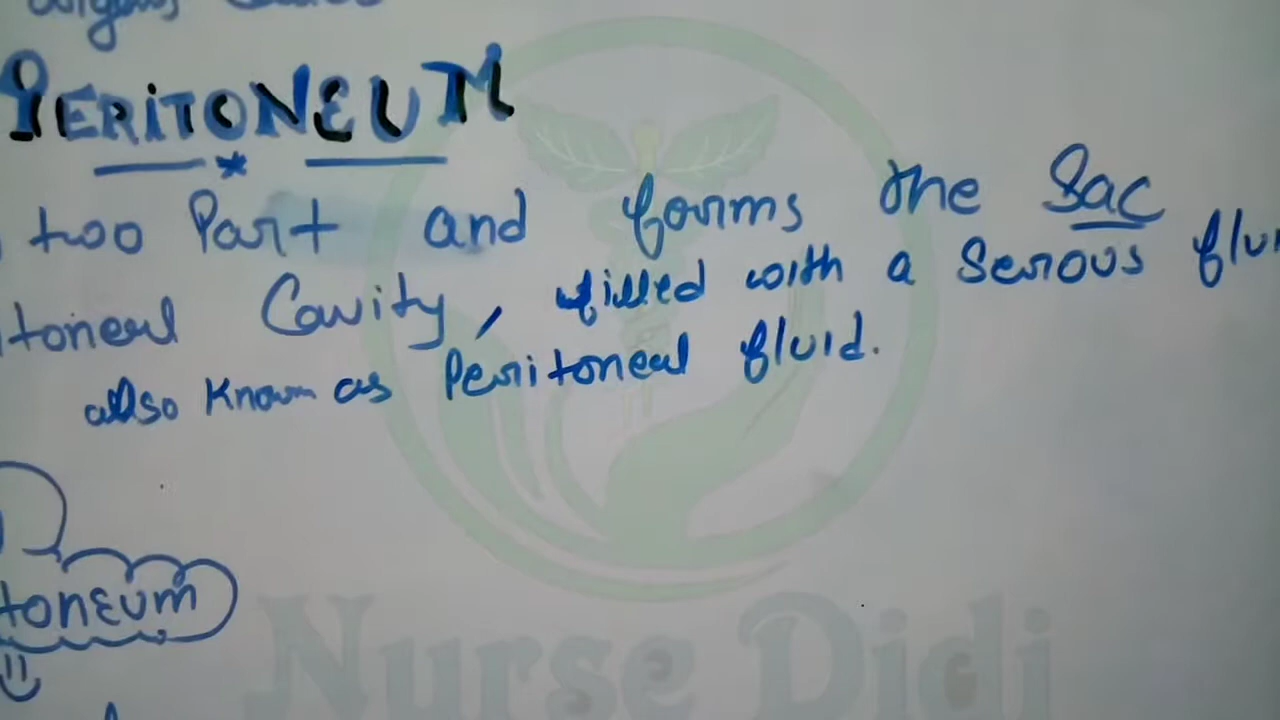 PERITONEUM
two Part and forms the Sac
toneal Cavity, filled with a Serous flu
also Known as Peritoneal fluid.
toneum
Nurse Didi